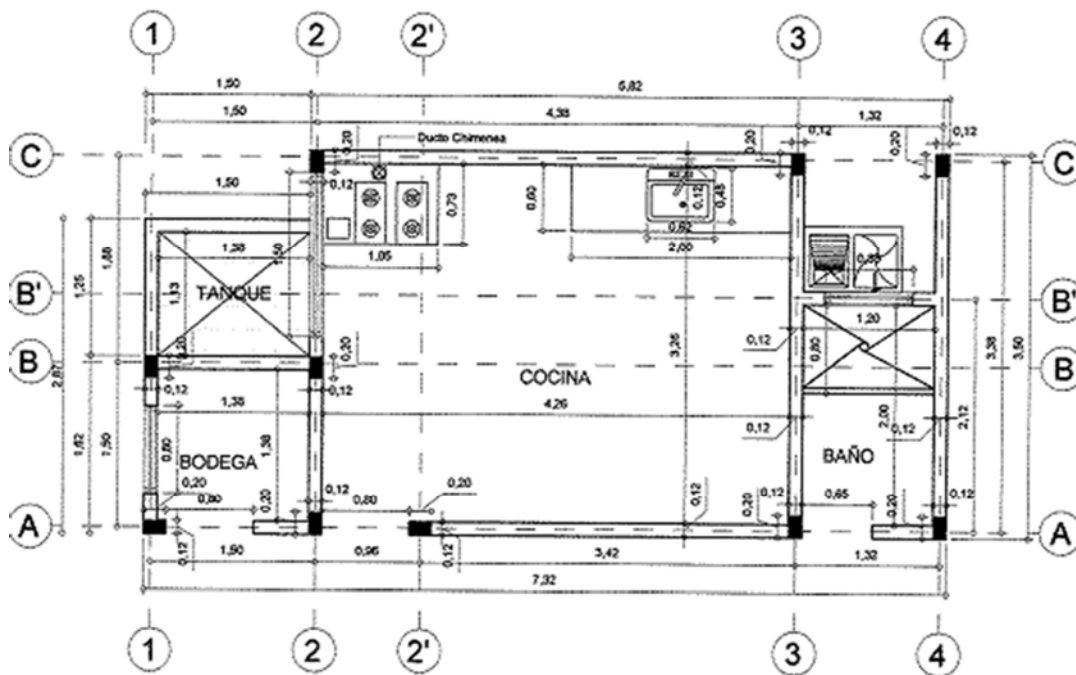 1 2 2' 3 4
1,50 5,82
1,50 4,38 1,32
0,12 0,12
C C
0,20 Ducto Chimenea 0,20 0,20
1,50 0,12
0,73 0,60 0,12 0,48
0,62
1,05 2,00
1,88 1,25 1,38 1,50
1,13 TANQUE
B' B'
0,12 1,20
0,20 0,20 3,26 0,80
B B
0,12 0,12
COCINA
3,38 3,50
2,87 1,62 1,50
1,38 4,26
0,80 1,38 0,12 2,00 0,12 2,12
BODEGA BAÑO
0,20 0,60 0,20 0,12 0,80 0,20 0,12 0,20 0,12 0,65 0,20 0,12
A A
0,12 0,12
1,50 0,96 3,42 1,32
7,32
1 2 2' 3 4